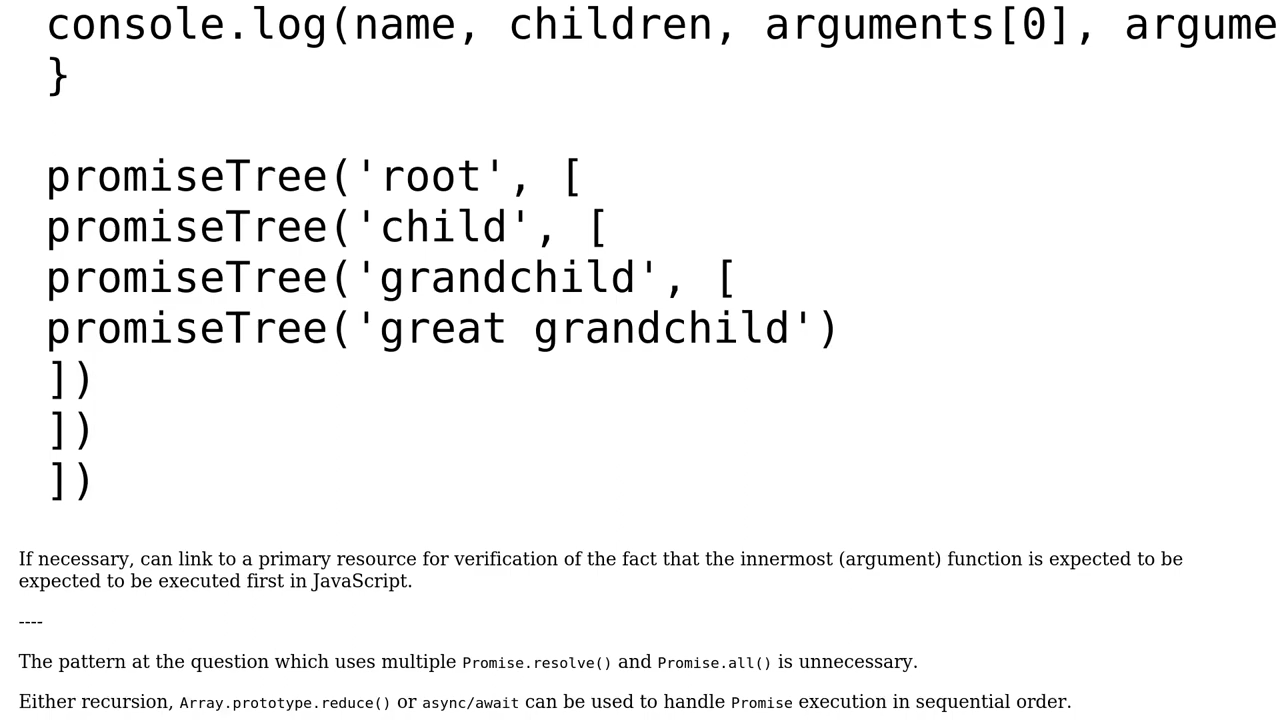 console.log(name, children, arguments[0], argume
}
promiseTree('root', [
promiseTree('child', [
promiseTree('grandchild', [
promiseTree('great grandchild')
])
])
])
If necessary, can link to a primary resource for verification of the fact that the innermost (argument) function is expected to be
expected to be executed first in JavaScript.
----
The pattern at the question which uses multiple Promise.resolve() and Promise.all() is unnecessary.
Either recursion, Array.prototype.reduce() or async/await can be used to handle Promise execution in sequential order.